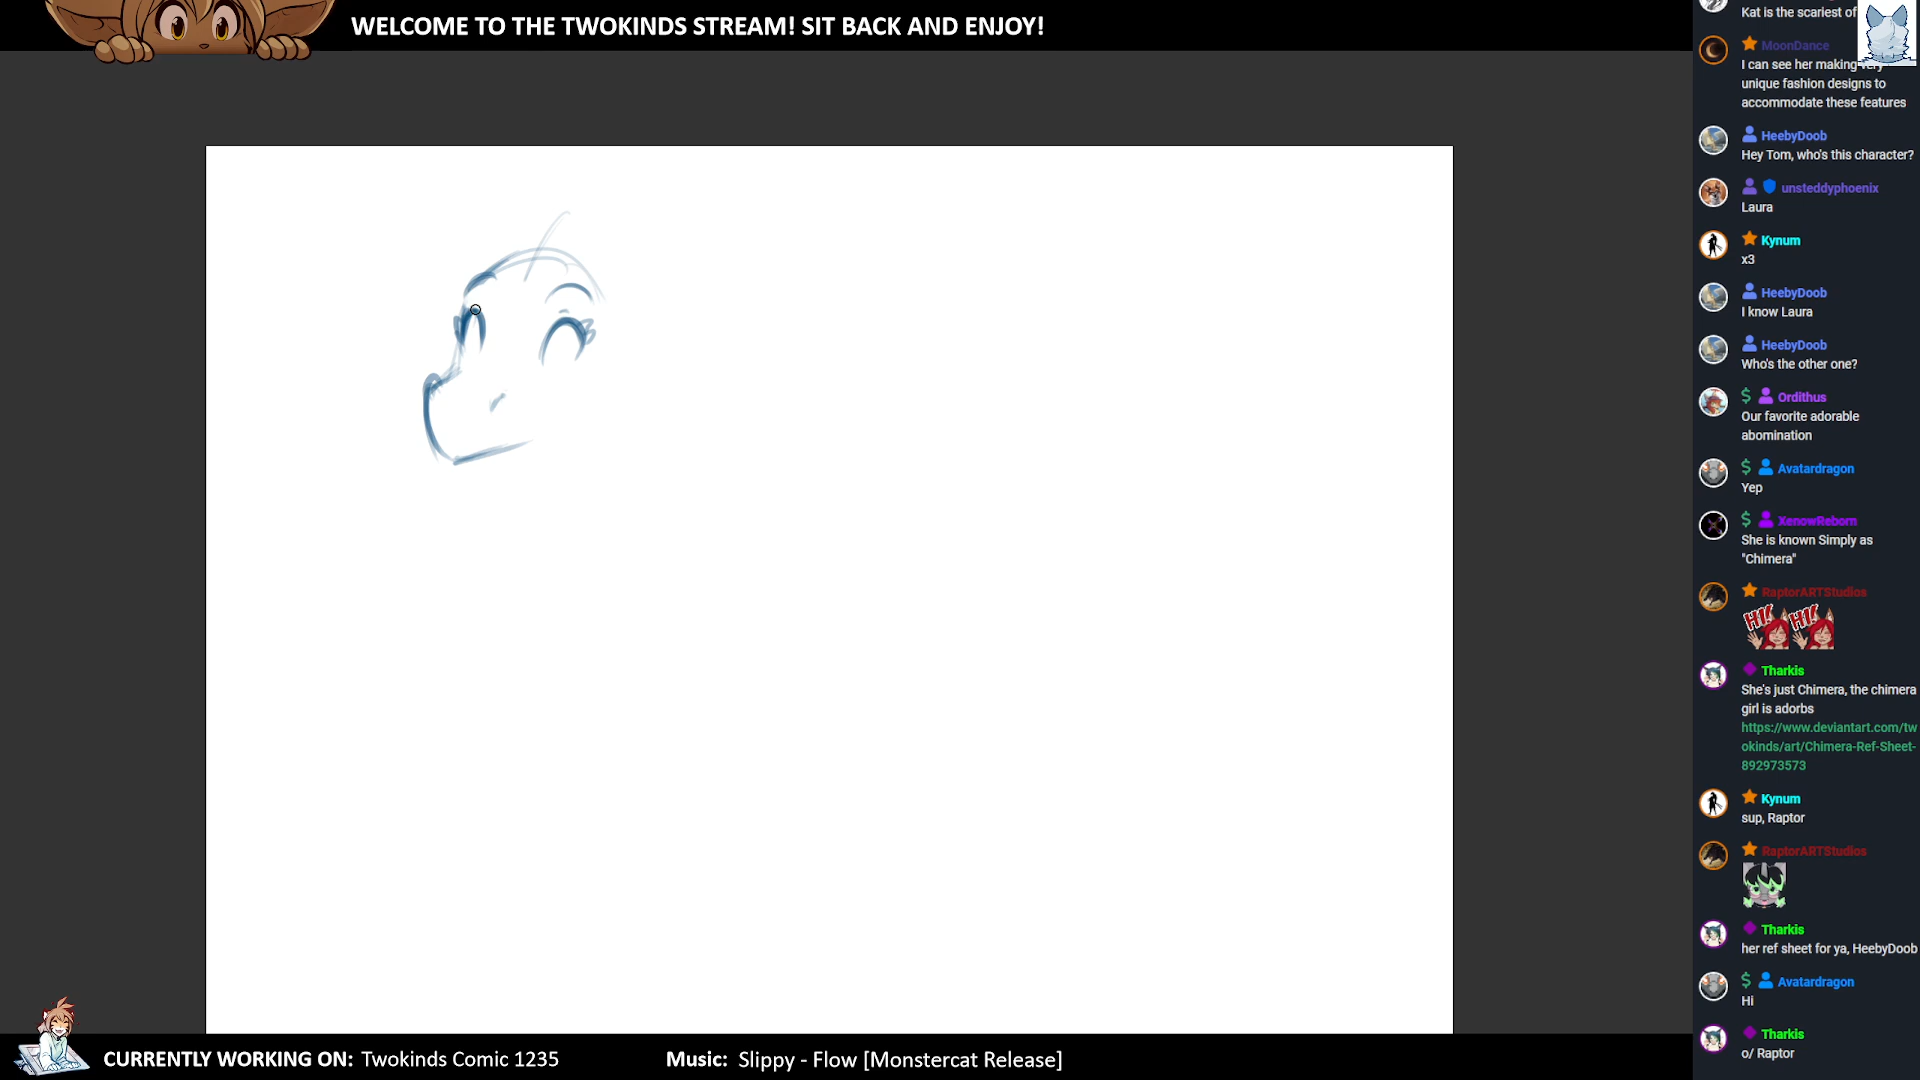 WELCOME TO THE TWOKINDS STREAM! SIT BACK AND ENJOY!
Kat is the scariest of
MoonDance
I can see her making very
unique fashion designs to
accommodate these features
HeebyDoob
Hey Tom, who's this character?
unsteddyphoenix
Laura
Kynum
x3
HeebyDoob
I know Laura
HeebyDoob
Who's the other one?
Ordithus
Our favorite adorable
abomination
Avatardragon
Yep
XenowReborn
She is known Simply as
"Chimera"
RaptorARTStudios
HI! HI!
Tharkis
She's just Chimera, the chimera
girl is adorbs
https://www.deviantart.com/tw
okinds/art/Chimera-Ref-Sheet-
892973573
Kynum
sup, Raptor
RaptorARTStudios
Tharkis
her ref sheet for ya, HeebyDoob
Avatardragon
Hi
Tharkis
o/ Raptor
CURRENTLY WORKING ON: Twokinds Comic 1235
Music: Slippy - Flow [Monstercat Release]